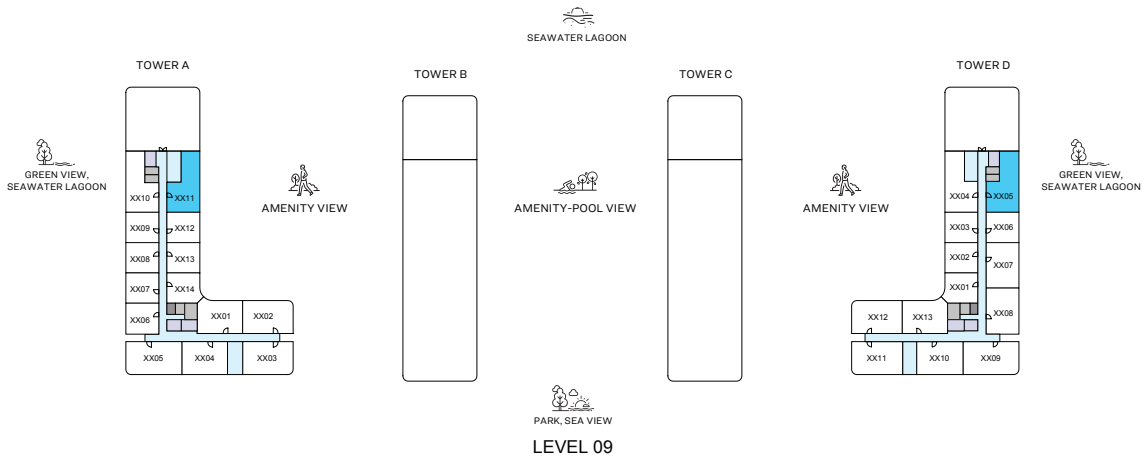 SEAWATER LAGOON
TOWER A
TOWER B
TOWER C
TOWER D
GREEN VIEW,
SEAWATER LAGOON
AMENITY VIEW
AMENITY-POOL VIEW
AMENITY VIEW
GREEN VIEW,
SEAWATER LAGOON
XX10
XX11
XX09
XX12
XX08
XX13
XX07
XX14
XX06
XX01
XX02
XX05
XX04
XX03
XX04
XX05
XX03
XX06
XX02
XX07
XX01
XX12
XX13
XX08
XX11
XX10
XX09
PARK, SEA VIEW
LEVEL 09